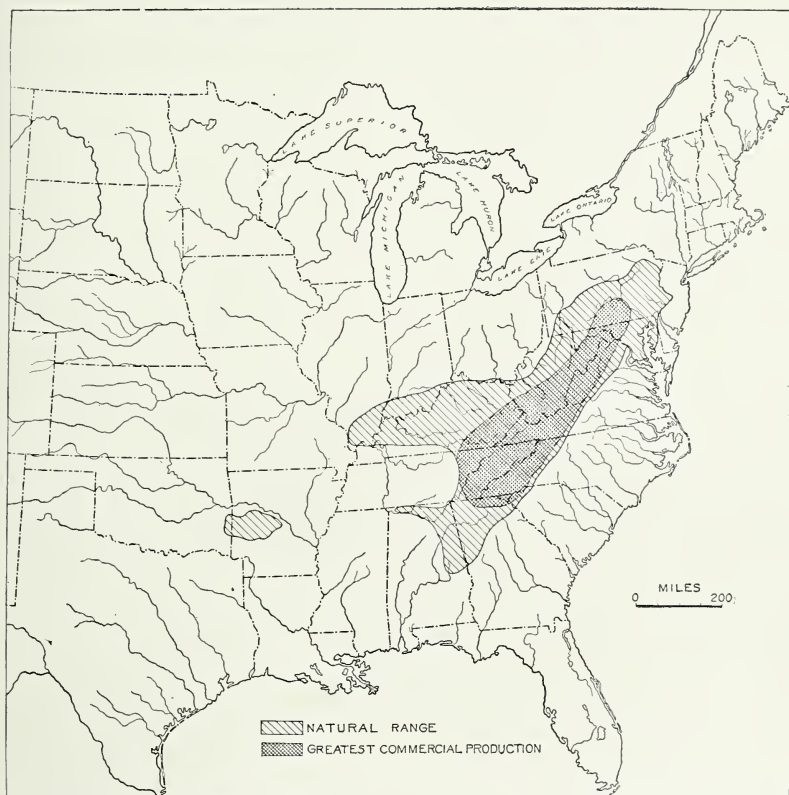 LAKE SUPERIOR
LAKE MICHIGAN
LAKE HURON
LAKE ONTARIO
LAKE ERIE
MILES
0 200
NATURAL RANGE
GREATEST COMMERCIAL PRODUCTION